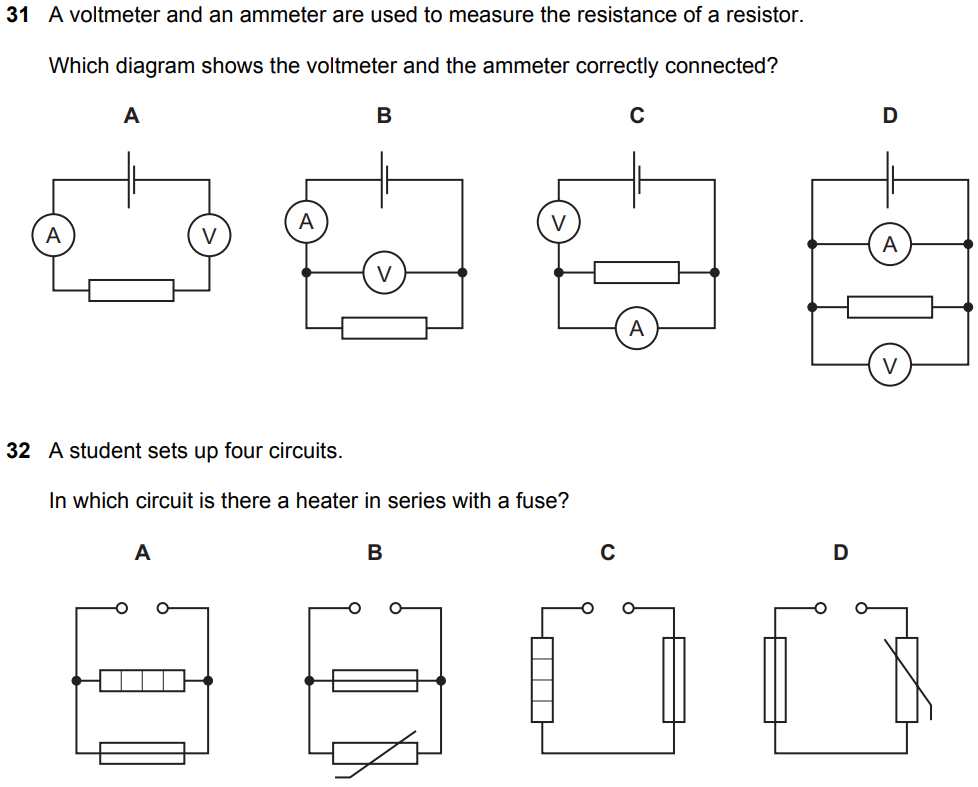 31 A voltmeter and an ammeter are used to measure the resistance of a resistor.
Which diagram shows the voltmeter and the ammeter correctly connected?
A B C D
A V A V V A A V
32 A student sets up four circuits.
In which circuit is there a heater in series with a fuse?
A B C D